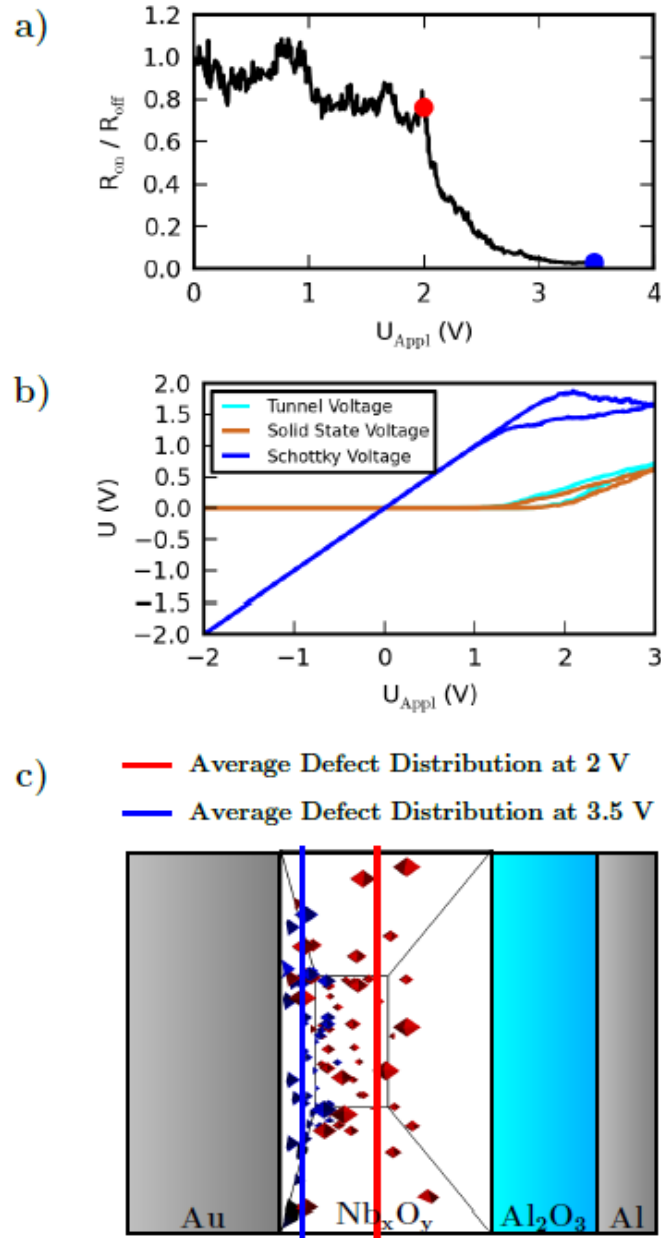 a)
1.2
1.0
0.8
0.6
0.4
0.2
0.0
R_on / R_off
0 1 2 3 4
U_Appl (V)
b)
2.0
1.5
1.0
0.5
0.0
−0.5
−1.0
−1.5
−2.0
U (V)
Tunnel Voltage
Solid State Voltage
Schottky Voltage
−2 −1 0 1 2 3
U_Appl (V)
c)
Average Defect Distribution at 2 V
Average Defect Distribution at 3.5 V
Au Nb_xO_y Al₂O₃ Al